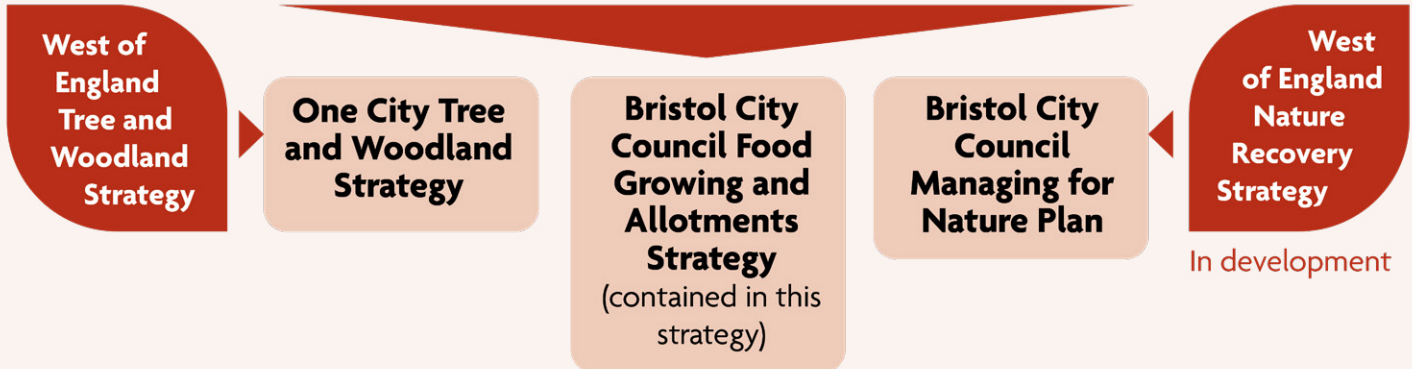 West of
England
Tree and
Woodland
Strategy
One City Tree
and Woodland
Strategy
Bristol City
Council Food
Growing and
Allotments
Strategy
(contained in this
strategy)
Bristol City
Council
Managing for
Nature Plan
West
of England
Nature
Recovery
Strategy
In development